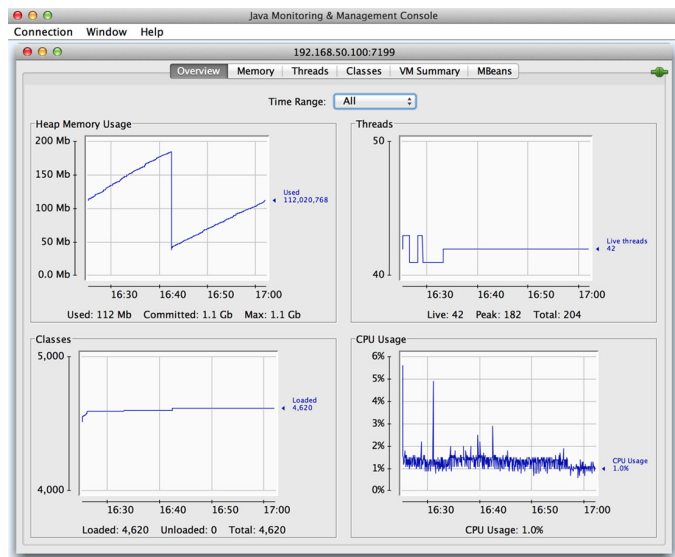 Java Monitoring & Management Console
Connection Window Help
192.168.50.100:7199
Overview Memory Threads Classes VM Summary MBeans
Time Range: All
Heap Memory Usage
200 Mb
150 Mb
100 Mb
50 Mb
0.0 Mb
Used
112,020,768
16:30 16:40 16:50 17:00
Used: 112 Mb Committed: 1.1 Gb Max: 1.1 Gb
Threads
50
40
Live threads
42
16:30 16:40 16:50 17:00
Live: 42 Peak: 182 Total: 204
Classes
5,000
4,000
Loaded
4,620
16:30 16:40 16:50 17:00
Loaded: 4,620 Unloaded: 0 Total: 4,620
CPU Usage
6%
5%
4%
3%
2%
1%
0%
CPU Usage
1.0%
16:30 16:40 16:50 17:00
CPU Usage: 1.0%